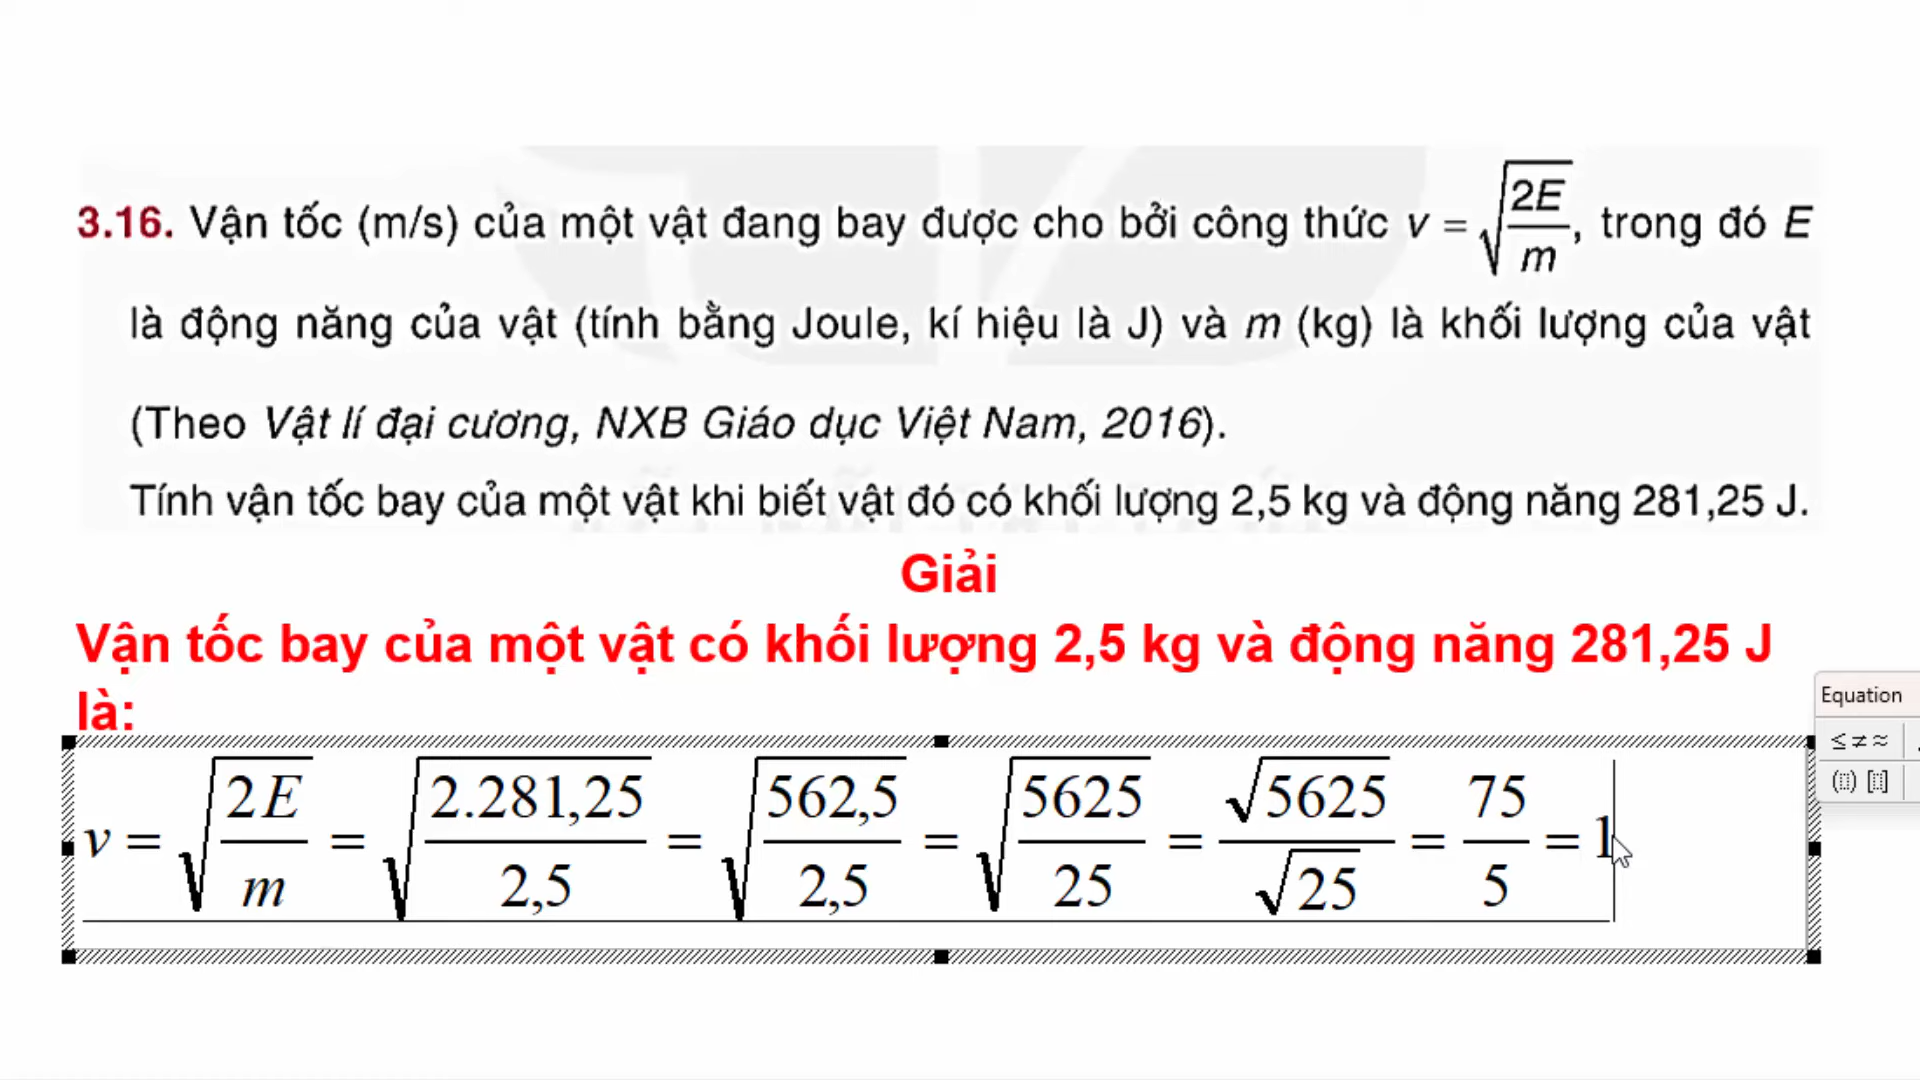 3.16. Vận tốc (m/s) của một vật đang bay được cho bởi công thức v = √(2E/m), trong đó E
là động năng của vật (tính bằng Joule, kí hiệu là J) và m (kg) là khối lượng của vật
(Theo Vật lí đại cương, NXB Giáo dục Việt Nam, 2016).
Tính vận tốc bay của một vật khi biết vật đó có khối lượng 2,5 kg và động năng 281,25 J.
Giải
Vận tốc bay của một vật có khối lượng 2,5 kg và động năng 281,25 J
là:
v = √(2E/m) = √(2.281,25/2,5) = √(562,5/2,5) = √(5625/25) = √5625/√25 = 75/5 = 1
Equation
≤≠≈